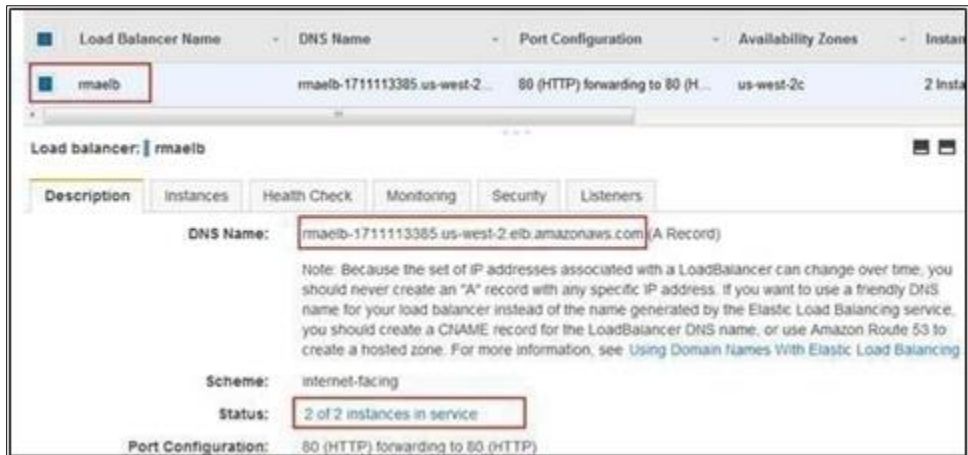 Load Balancer Name DNS Name Port Configuration Availability Zones Instan
rmaelb rmaelb-1711113385.us-west-2... 80 (HTTP) forwarding to 80 (H... us-west-2c 2 Insta
Load balancer: rmaelb
Description Instances Health Check Monitoring Security Listeners
DNS Name: rmaelb-1711113385.us-west-2.elb.amazonaws.com (A Record)
Note: Because the set of IP addresses associated with a LoadBalancer can change over time, you
should never create an "A" record with any specific IP address. If you want to use a friendly DNS
name for your load balancer instead of the name generated by the Elastic Load Balancing service,
you should create a CNAME record for the LoadBalancer DNS name, or use Amazon Route 53 to
create a hosted zone. For more information, see Using Domain Names With Elastic Load Balancing.
Scheme: internet-facing
Status: 2 of 2 instances in service
Port Configuration: 80 (HTTP) forwarding to 80 (HTTP)